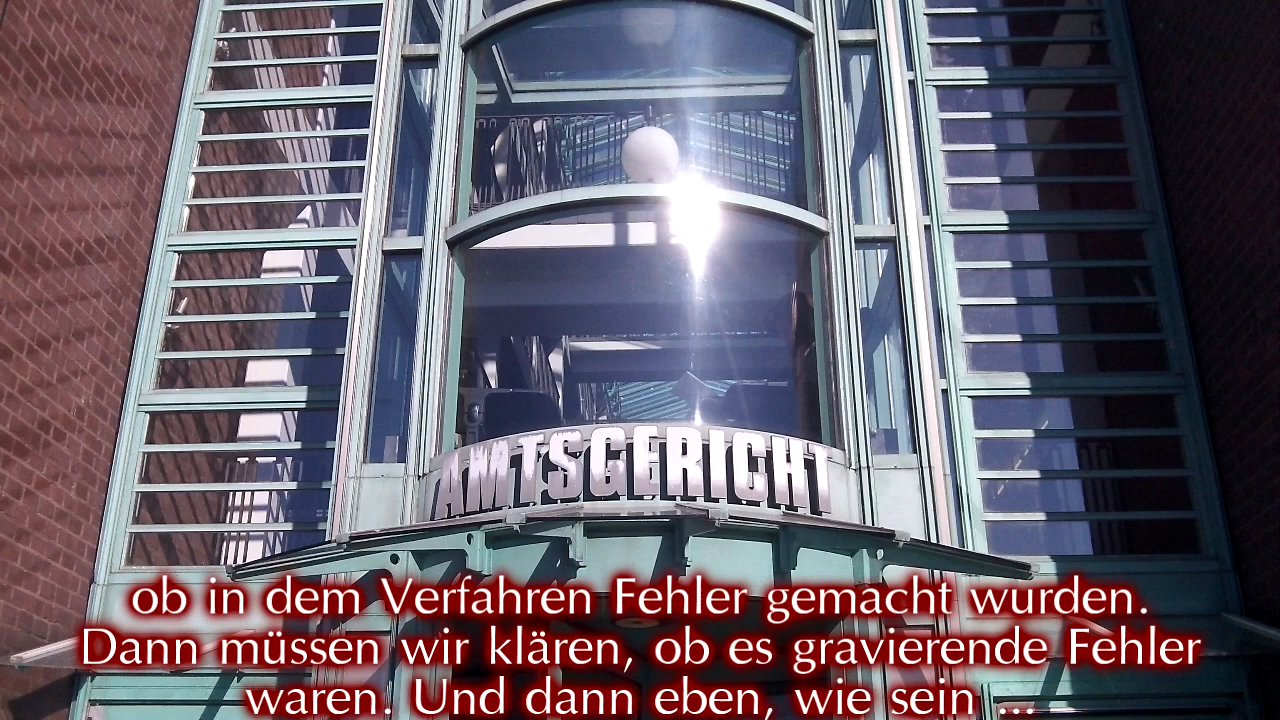 AMTSGERICHT
ob in dem Verfahren Fehler gemacht wurden.
Dann müssen wir klären, ob es gravierende Fehler
waren. Und dann eben, wie sein ...